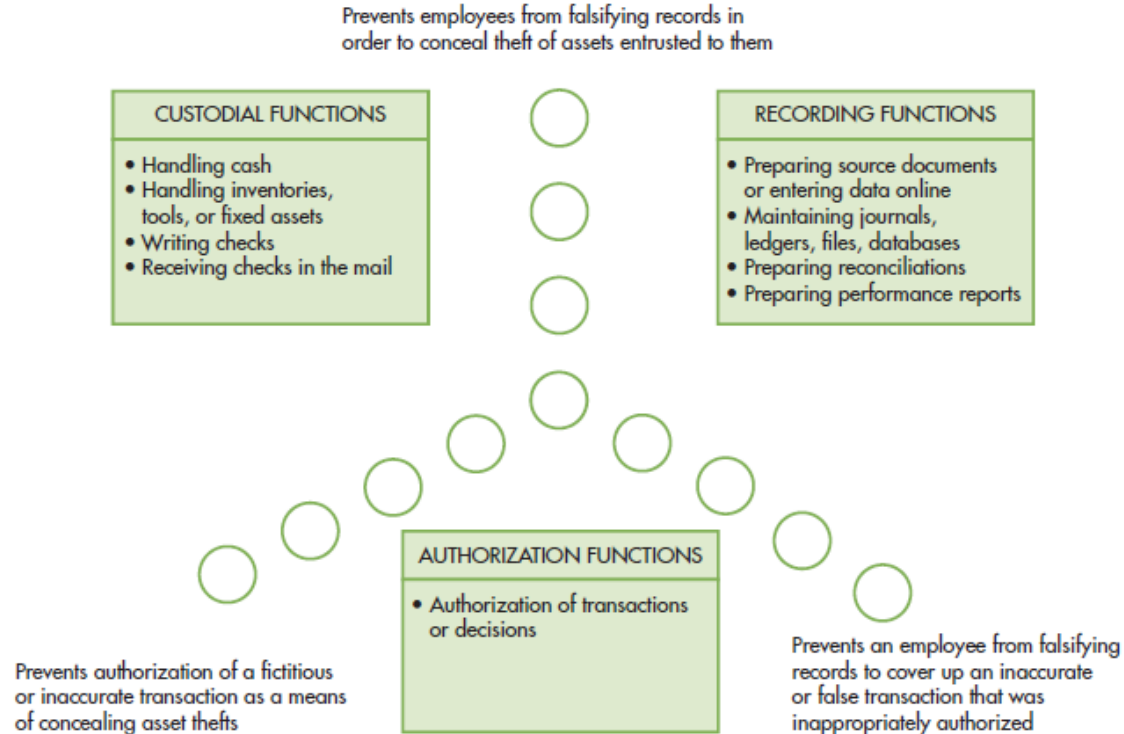 Prevents employees from falsifying records in
order to conceal theft of assets entrusted to them
CUSTODIAL FUNCTIONS
• Handling cash
• Handling inventories,
tools, or fixed assets
• Writing checks
• Receiving checks in the mail
RECORDING FUNCTIONS
• Preparing source documents
or entering data online
• Maintaining journals,
ledgers, files, databases
• Preparing reconciliations
• Preparing performance reports
AUTHORIZATION FUNCTIONS
• Authorization of transactions
or decisions
Prevents authorization of a fictitious
or inaccurate transaction as a means
of concealing asset thefts
Prevents an employee from falsifying
records to cover up an inaccurate
or false transaction that was
inappropriately authorized